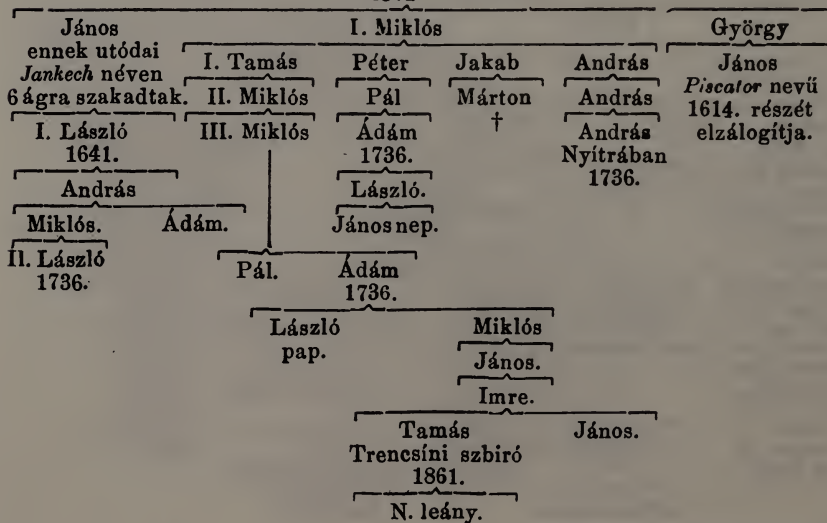 János I. Miklós György
ennek utódai I. Tamás Péter Jakab András János
Jankech néven II. Miklós Pál Márton András Piscator nevű
6 ágra szakadtak. † 1614. részét
I. László III. Miklós Ádám András elzálogítja.
1641. 1736. Nyítrában
András László. 1736.
Miklós. Ádám. János nep.
II. László Pál. Ádám
1736. 1736.
László Miklós
pap. János.
Imre.
Tamás János.
Trencsíni szbiró
1861.
N. leány.